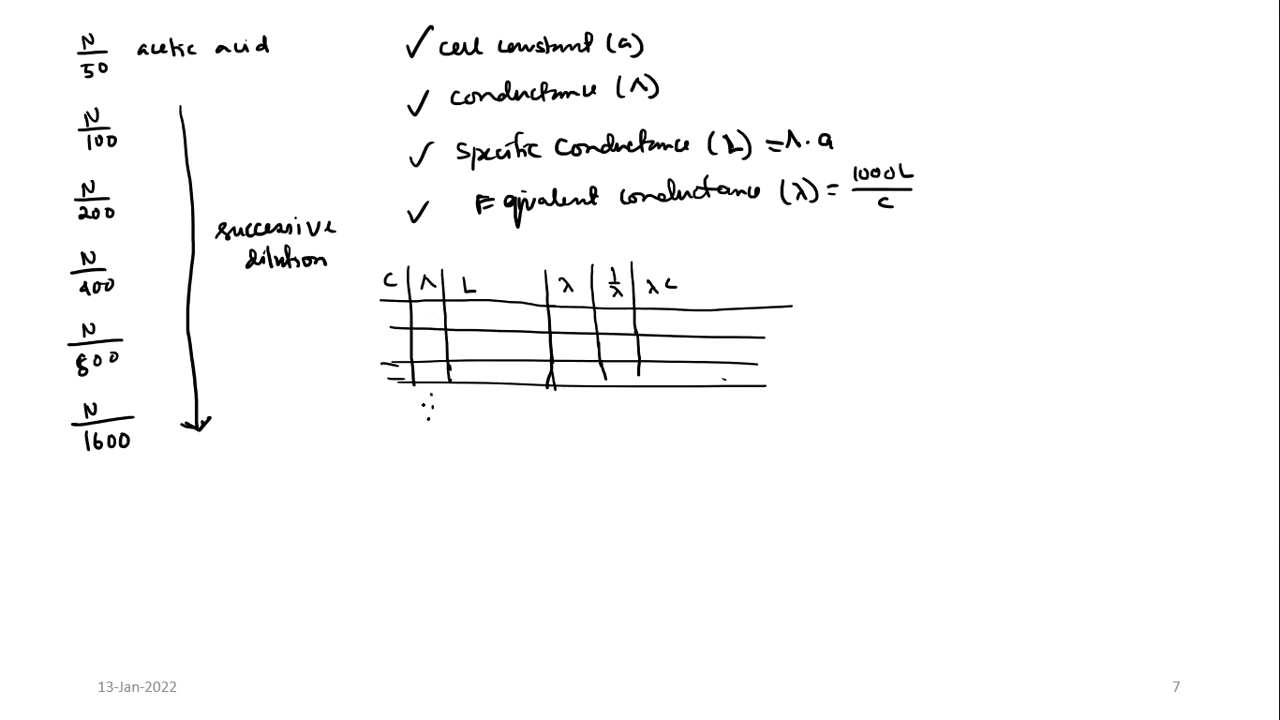 N/50 acetic acid
N/100
N/200
N/400
N/800
N/1600
successive
dilution
✓ cell constant (a)
✓ conductance (Λ)
✓ specific conductance (L) = Λ. a
✓ Equivalent conductance (λ) = 1000L/c
C | Λ | L | λ | 1/λ | λ C
13-Jan-2022
7